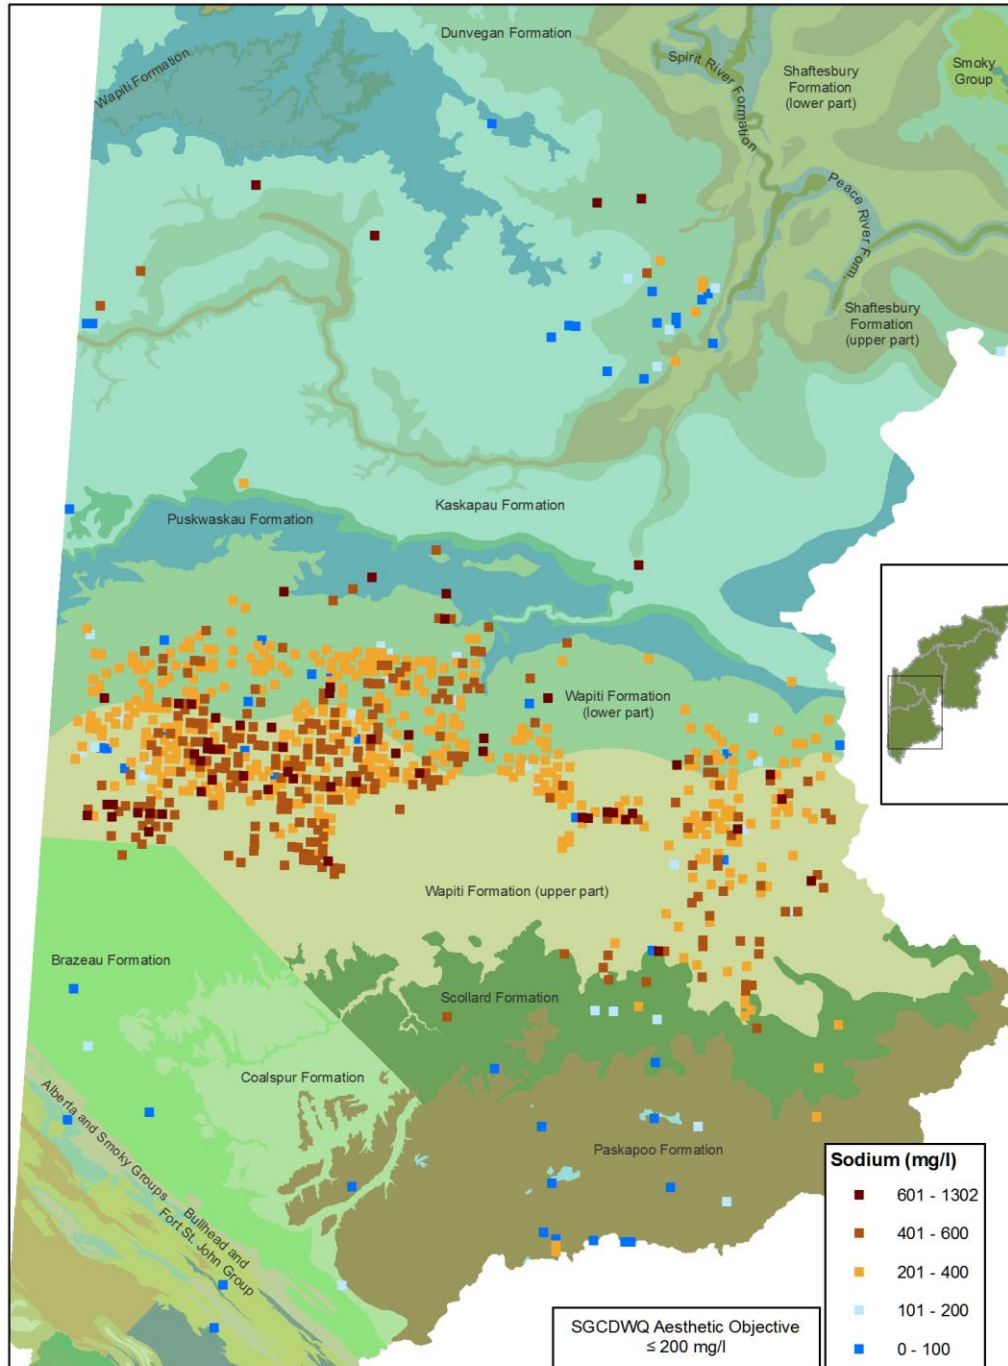 Dunvegan Formation
Wapiti Formation
Spirit River Formation
Shaftesbury
Formation
(lower part)
Smoky
Group
Peace River Fom.
Shaftesbury
Formation
(upper part)
Kaskapau Formation
Puskwaskau Formation
Wapiti Formation
(lower part)
Wapiti Formation (upper part)
Brazeau Formation
Scollard Formation
Coalspur Formation
Alberta and Smoky Groups
Bullhead and
Fort St. John Group
Paskapoo Formation
Sodium (mg/l)
601 - 1302
401 - 600
201 - 400
101 - 200
0 - 100
SGCDWQ Aesthetic Objective
≤ 200 mg/l